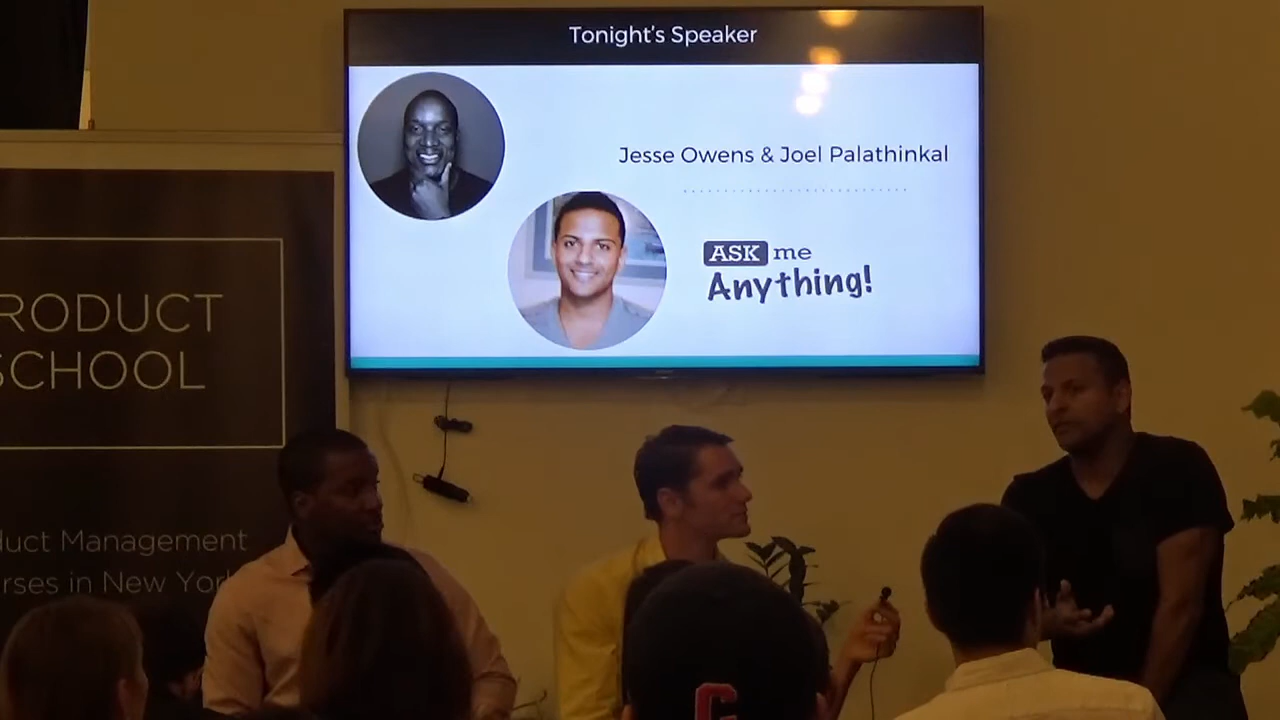 Tonight's Speaker
Jesse Owens & Joel Palathinkal
ASK me
Anything!
RODUCT
SCHOOL
duct Management
rses in New York
C